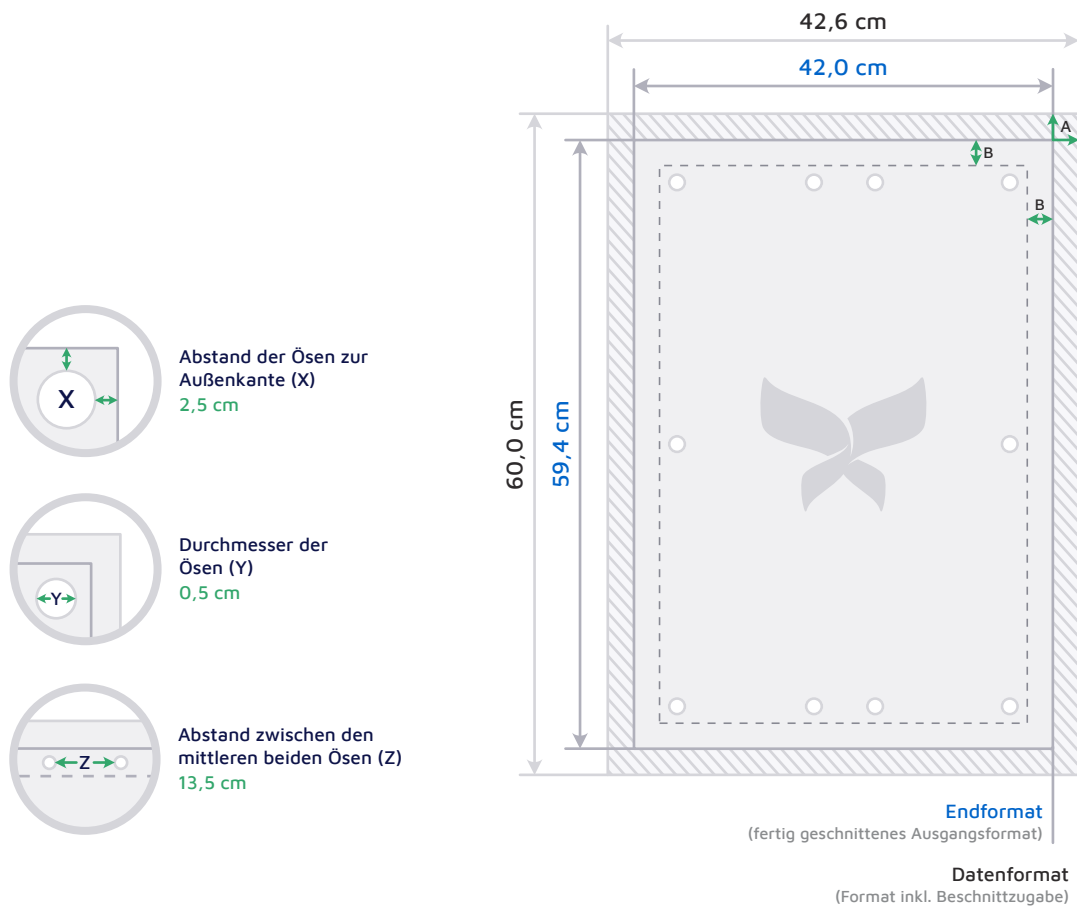 42,6 cm
42,0 cm
A
B
B
60,0 cm
59,4 cm
X
Abstand der Ösen zur
Außenkante (X)
2,5 cm
Y
Durchmesser der
Ösen (Y)
0,5 cm
Z
Abstand zwischen den
mittleren beiden Ösen (Z)
13,5 cm
Endformat
(fertig geschnittenes Ausgangsformat)
Datenformat
(Format inkl. Beschnittzugabe)